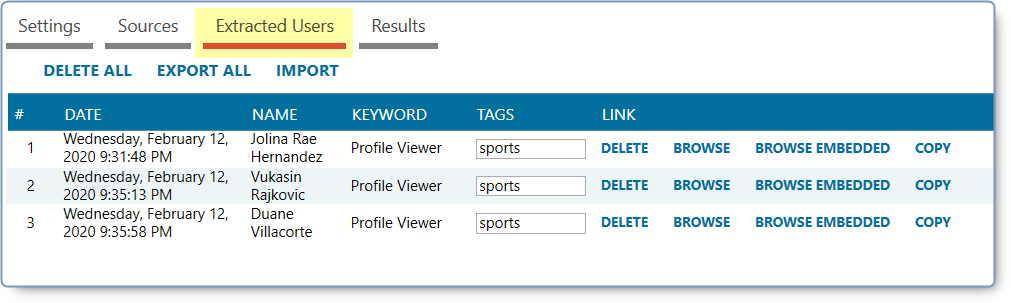 Settings Sources Extracted Users Results
DELETE ALL EXPORT ALL IMPORT
# DATE NAME KEYWORD TAGS LINK
1 Wednesday, February 12, 2020 9:31:48 PM Jolina Rae Hernandez Profile Viewer sports DELETE BROWSE BROWSE EMBEDDED COPY
2 Wednesday, February 12, 2020 9:35:13 PM Vukasin Rajkovic Profile Viewer sports DELETE BROWSE BROWSE EMBEDDED COPY
3 Wednesday, February 12, 2020 9:35:58 PM Duane Villacorte Profile Viewer sports DELETE BROWSE BROWSE EMBEDDED COPY